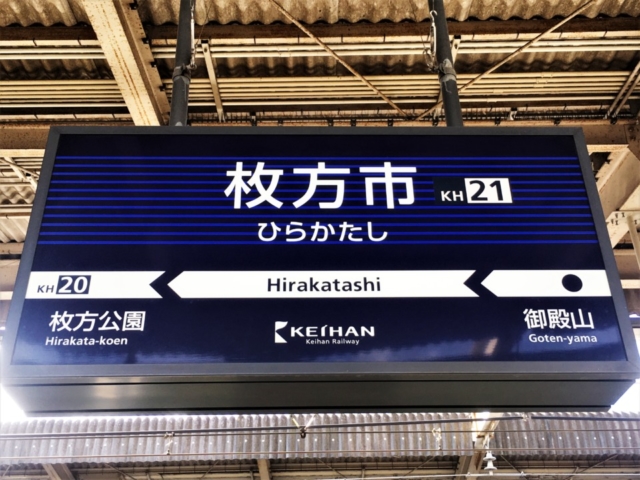 枚方市 KH 21
ひらかたし
KH 20
Hirakatashi
枚方公園
Hirakata-koen
KEIHAN
Keihan Railway
御殿山
Goten-yama